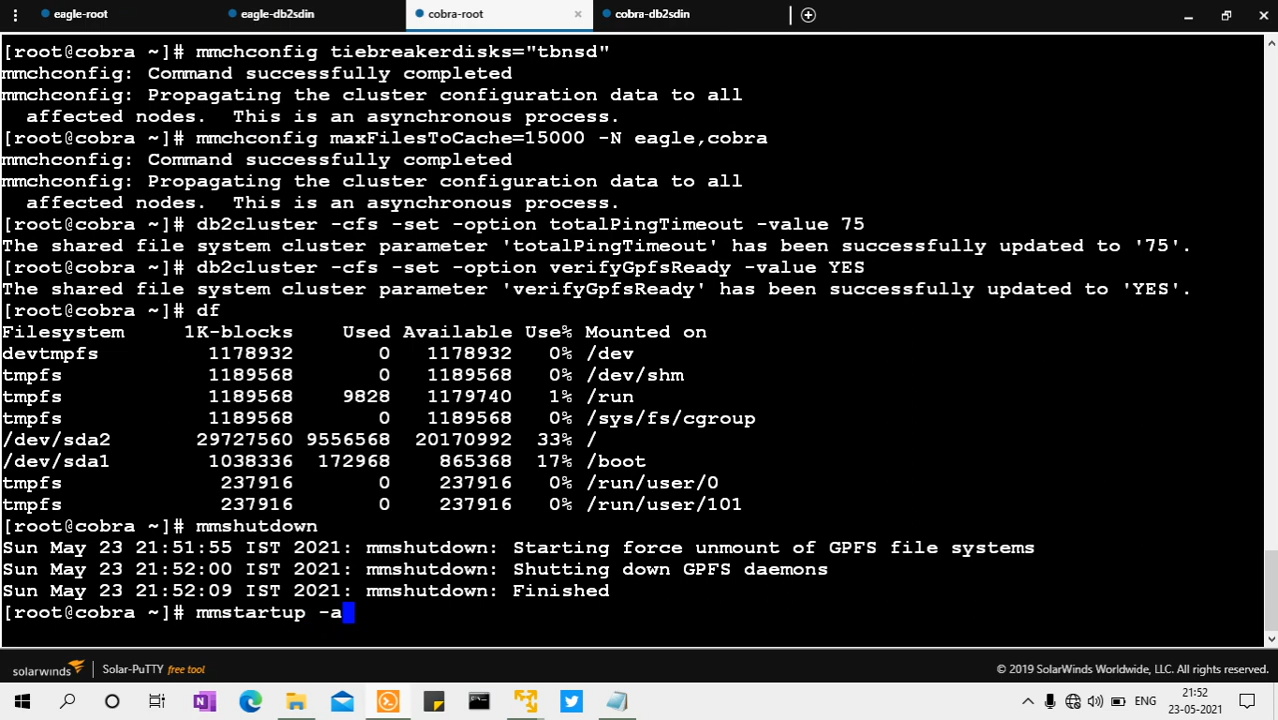 eagle-root
eagle-db2sdin
cobra-root
cobra-db2sdin
[root@cobra ~]# mmchconfig tiebreakerdisks="tbnsd"
mmchconfig: Command successfully completed
mmchconfig: Propagating the cluster configuration data to all
  affected nodes.  This is an asynchronous process.
[root@cobra ~]# mmchconfig maxFilesToCache=15000 -N eagle,cobra
mmchconfig: Command successfully completed
mmchconfig: Propagating the cluster configuration data to all
  affected nodes.  This is an asynchronous process.
[root@cobra ~]# db2cluster -cfs -set -option totalPingTimeout -value 75
The shared file system cluster parameter 'totalPingTimeout' has been successfully updated to '75'.
[root@cobra ~]# db2cluster -cfs -set -option verifyGpfsReady -value YES
The shared file system cluster parameter 'verifyGpfsReady' has been successfully updated to 'YES'.
[root@cobra ~]# df
Filesystem     1K-blocks    Used Available Use% Mounted on
devtmpfs         1178932       0   1178932   0% /dev
tmpfs            1189568       0   1189568   0% /dev/shm
tmpfs            1189568    9828   1179740   1% /run
tmpfs            1189568       0   1189568   0% /sys/fs/cgroup
/dev/sda2       29727560 9556568  20170992  33% /
/dev/sda1        1038336  172968    865368  17% /boot
tmpfs             237916       0    237916   0% /run/user/0
tmpfs             237916       0    237916   0% /run/user/101
[root@cobra ~]# mmshutdown
Sun May 23 21:51:55 IST 2021: mmshutdown: Starting force unmount of GPFS file systems
Sun May 23 21:52:00 IST 2021: mmshutdown: Shutting down GPFS daemons
Sun May 23 21:52:09 IST 2021: mmshutdown: Finished
[root@cobra ~]# mmstartup -a
solarwinds Solar-PuTTY free tool
© 2019 SolarWinds Worldwide, LLC. All rights reserved.
ENG
21:52
23-05-2021